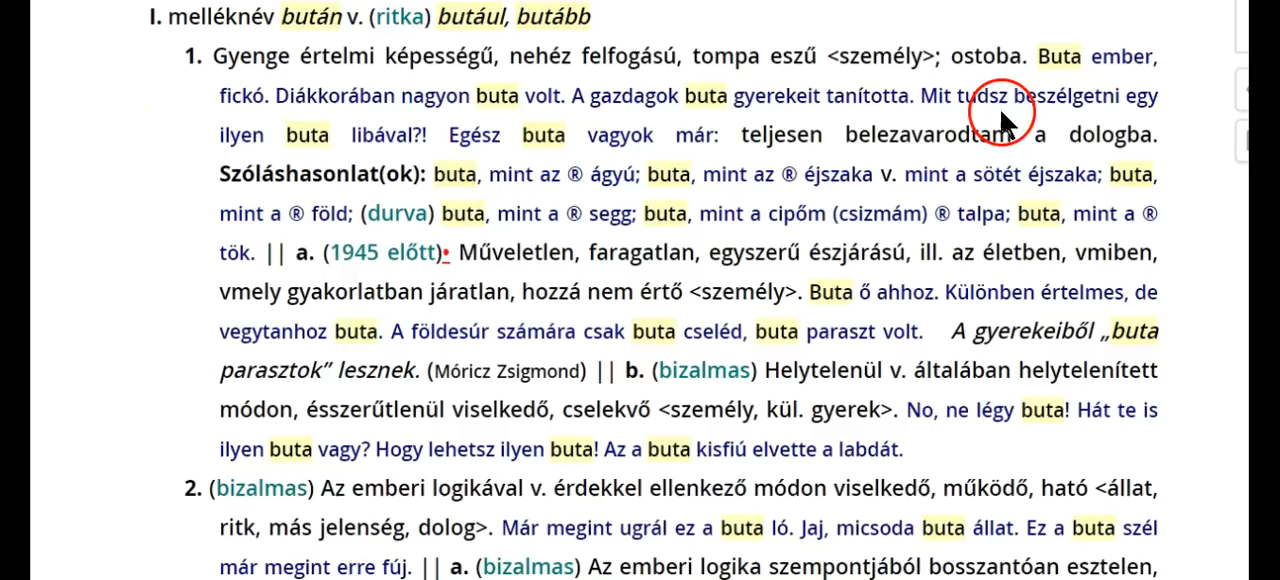 I. melléknév bután v. (ritka) butául, butább
1. Gyenge értelmi képességű, nehéz felfogású, tompa eszű <személy>; ostoba. Buta ember,
fickó. Diákkorában nagyon buta volt. A gazdagok buta gyerekeit tanította. Mit tudsz beszélgetni egy
ilyen buta libával?! Egész buta vagyok már: teljesen belezavarodtam a dologba.
Szóláshasonlat(ok): buta, mint az ® ágyú; buta, mint az ® éjszaka v. mint a sötét éjszaka; buta,
mint a ® föld; (durva) buta, mint a ® segg; buta, mint a cipőm (csizmám) ® talpa; buta, mint a ®
tök. || a. (1945 előtt)• Műveletlen, faragatlan, egyszerű észjárású, ill. az életben, vmiben,
vmely gyakorlatban járatlan, hozzá nem értő <személy>. Buta ő ahhoz. Különben értelmes, de
vegytanhoz buta. A földesúr számára csak buta cseléd, buta paraszt volt. A gyerekeiből „buta
parasztok” lesznek. (Móricz Zsigmond) || b. (bizalmas) Helytelenül v. általában helytelenített
módon, ésszerűtlenül viselkedő, cselekvő <személy, kül. gyerek>. No, ne légy buta! Hát te is
ilyen buta vagy? Hogy lehetsz ilyen buta! Az a buta kisfiú elvette a labdát.
2. (bizalmas) Az emberi logikával v. érdekkel ellenkező módon viselkedő, működő, ható <állat,
ritk, más jelenség, dolog>. Már megint ugrál ez a buta ló. Jaj, micsoda buta állat. Ez a buta szél
már megint erre fúj. || a. (bizalmas) Az emberi logika szempontjából bosszantóan esztelen,